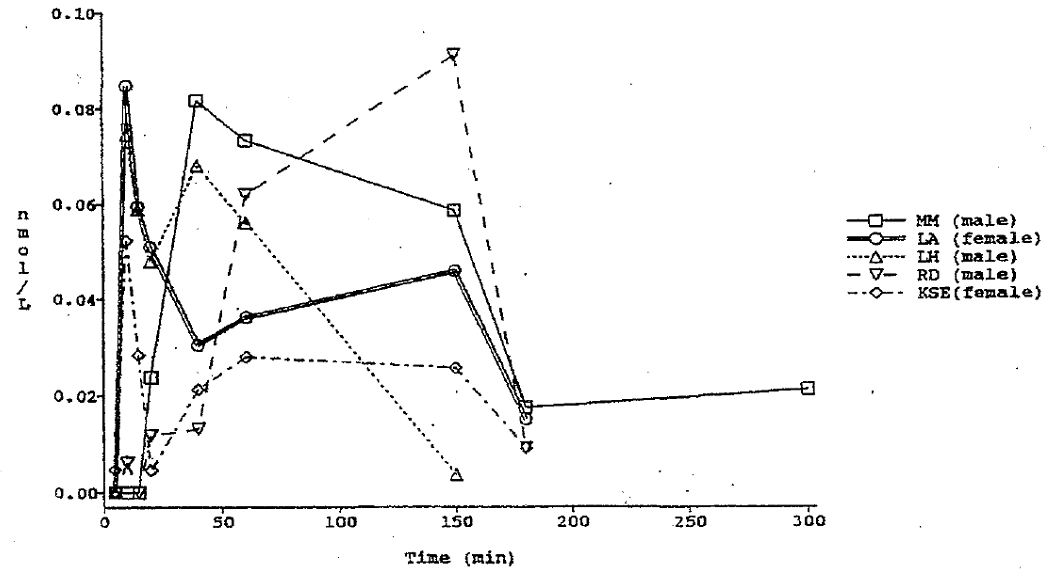 0.10
0.08
0.06
0.04
0.02
0.00
nmol/L
0 50 100 150 200 250 300
Time (min)
MM (male)
LA (female)
LH (male)
RD (male)
KSE(female)